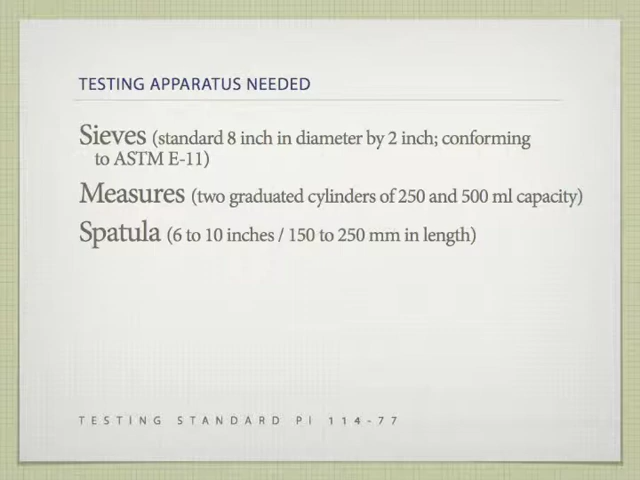 TESTING APPARATUS NEEDED
Sieves (standard 8 inch in diameter by 2 inch; conforming
to ASTM E-11)
Measures (two graduated cylinders of 250 and 500 ml capacity)
Spatula (6 to 10 inches / 150 to 250 mm in length)
TESTING STANDARD PI 114-77